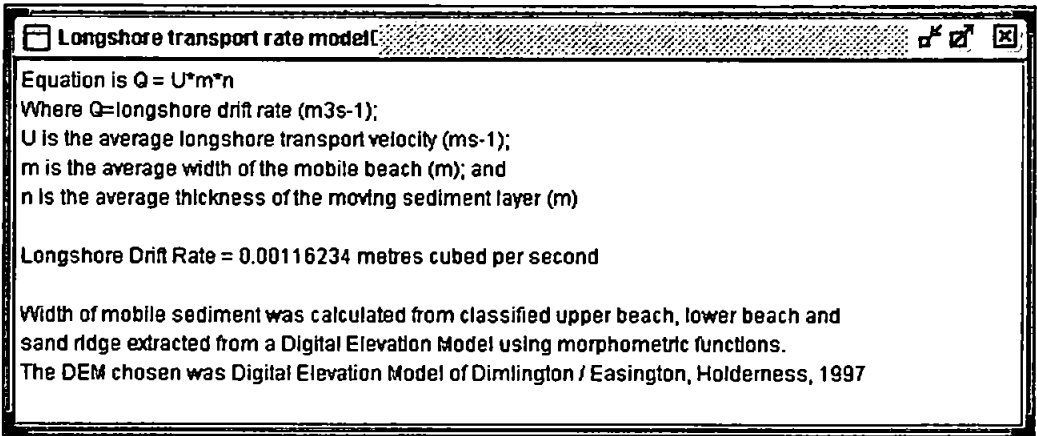 Longshore transport rate model
Equation is Q = U*m*n
Where Q=longshore drift rate (m3s-1);
U is the average longshore transport velocity (ms-1);
m is the average width of the mobile beach (m); and
n is the average thickness of the moving sediment layer (m)
Longshore Drift Rate = 0.00116234 metres cubed per second
Width of mobile sediment was calculated from classified upper beach, lower beach and
sand ridge extracted from a Digital Elevation Model using morphometric functions.
The DEM chosen was Digital Elevation Model of Dimlington / Easington, Holderness, 1997